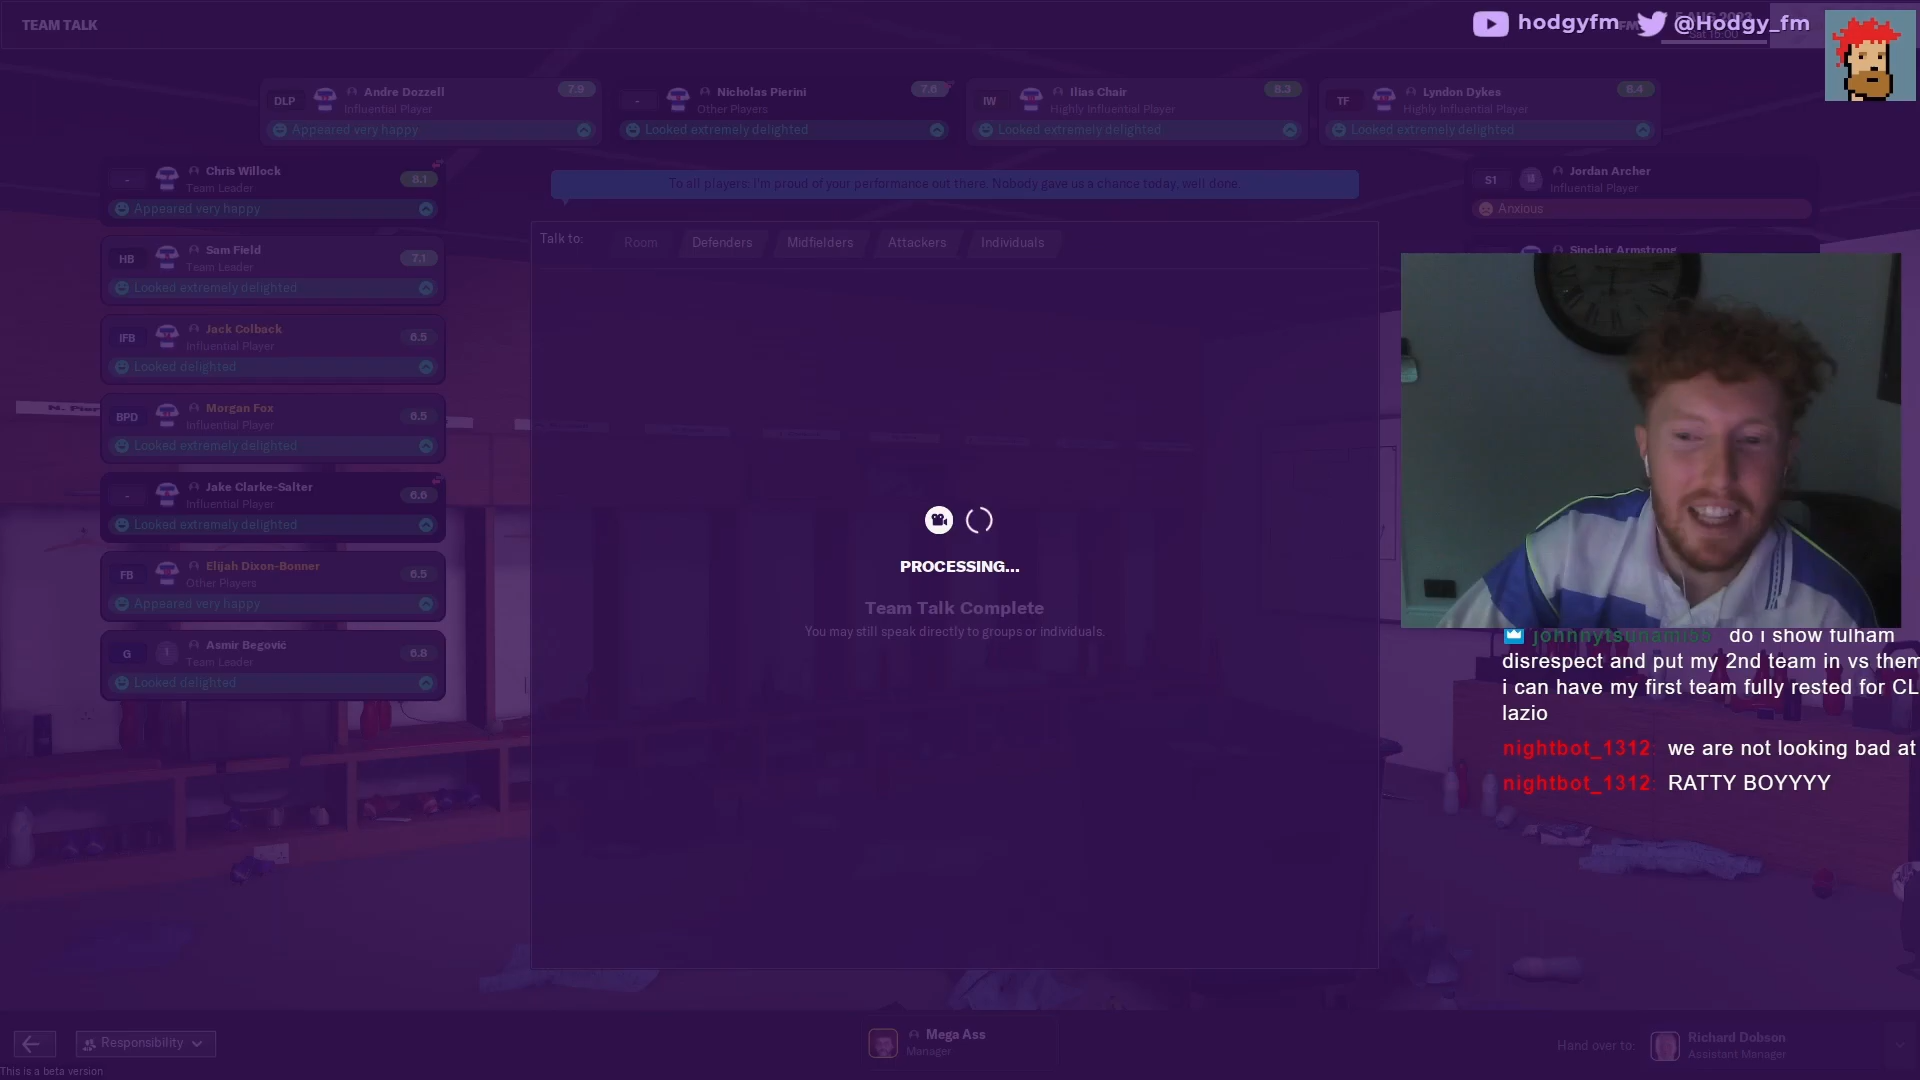 TEAM TALK
hodgyfm
@Hodgy_fm
5 AUG 2023
Sat 15:00
DLP
Andre Dozzell
Influential Player
7.9
Appeared very happy
-
Nicholas Pierini
Other Players
7.6
Looked extremely delighted
IW
Ilias Chair
Highly Influential Player
8.3
Looked extremely delighted
TF
Lyndon Dykes
Highly Influential Player
8.4
Looked extremely delighted
-
Chris Willock
Team Leader
8.1
Appeared very happy
To all players: I'm proud of your performance out there. Nobody gave us a chance today, well done.
S1
Jordan Archer
Influential Player
Anxious
Sinclair Armstrong
Talk to:
Room
Defenders
Midfielders
Attackers
Individuals
HB
Sam Field
Team Leader
7.1
Looked extremely delighted
IFB
Jack Colback
Influential Player
6.5
Looked delighted
BPD
Morgan Fox
Influential Player
6.5
Looked extremely delighted
-
Jake Clarke-Salter
Influential Player
6.6
Looked extremely delighted
FB
Elijah Dixon-Bonner
Other Players
6.5
Appeared very happy
G
Asmir Begović
Team Leader
6.8
Looked delighted
PROCESSING...
Team Talk Complete
You may still speak directly to groups or individuals.
johnnytsunami55 do i show fulham
disrespect and put my 2nd team in vs them
i can have my first team fully rested for CL
lazio
nightbot_1312: we are not looking bad at
nightbot_1312: RATTY BOYYYY
Responsibility
Mega Ass
Manager
Hand over to:
Richard Dobson
Assistant Manager
This is a beta version